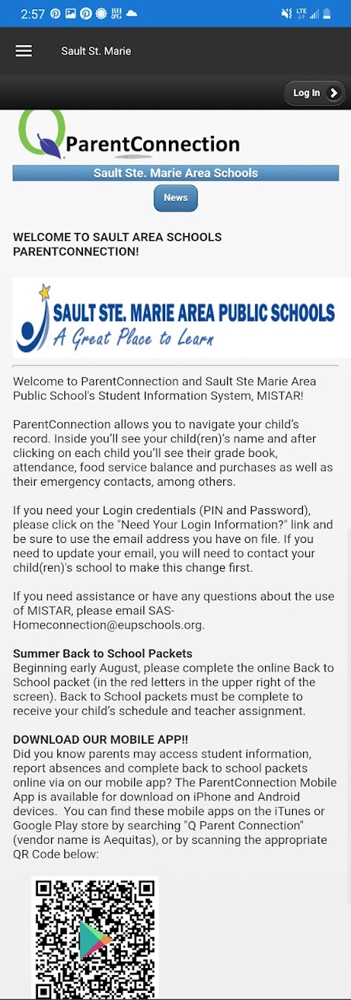 2:57
LTE
Sault St. Marie
Log In
ParentConnection
Sault Ste. Marie Area Schools
News
WELCOME TO SAULT AREA SCHOOLS
PARENTCONNECTION!
SAULT STE. MARIE AREA PUBLIC SCHOOLS
A Great Place to Learn
Welcome to ParentConnection and Sault Ste Marie Area
Public School's Student Information System, MISTAR!
ParentConnection allows you to navigate your child's
record. Inside you'll see your child(ren)'s name and after
clicking on each child you'll see their grade book,
attendance, food service balance and purchases as well as
their emergency contacts, among others.
If you need your Login credentials (PIN and Password),
please click on the "Need Your Login Information?" link and
be sure to use the email address you have on file. If you
need to update your email, you will need to contact your
child(ren)'s school to make this change first.
If you need assistance or have any questions about the use
of MISTAR, please email SAS-
Homeconnection@eupschools.org.
Summer Back to School Packets
Beginning early August, please complete the online Back to
School packet (in the red letters in the upper right of the
screen). Back to School packets must be complete to
receive your child's schedule and teacher assignment.
DOWNLOAD OUR MOBILE APP!!
Did you know parents may access student information,
report absences and complete back to school packets
online via on our mobile app? The ParentConnection Mobile
App is available for download on iPhone and Android
devices.  You can find these mobile apps on the iTunes or
Google Play store by searching "Q Parent Connection"
(vendor name is Aequitas), or by scanning the appropriate
QR Code below: